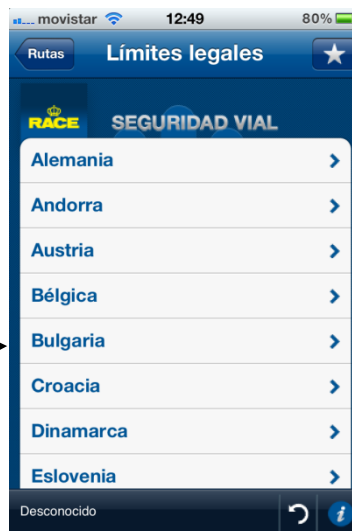 movistar 12:49 80%
Rutas Límites legales
RACE SEGURIDAD VIAL
Alemania
Andorra
Austria
Bélgica
Bulgaria
Croacia
Dinamarca
Eslovenia
Desconocido